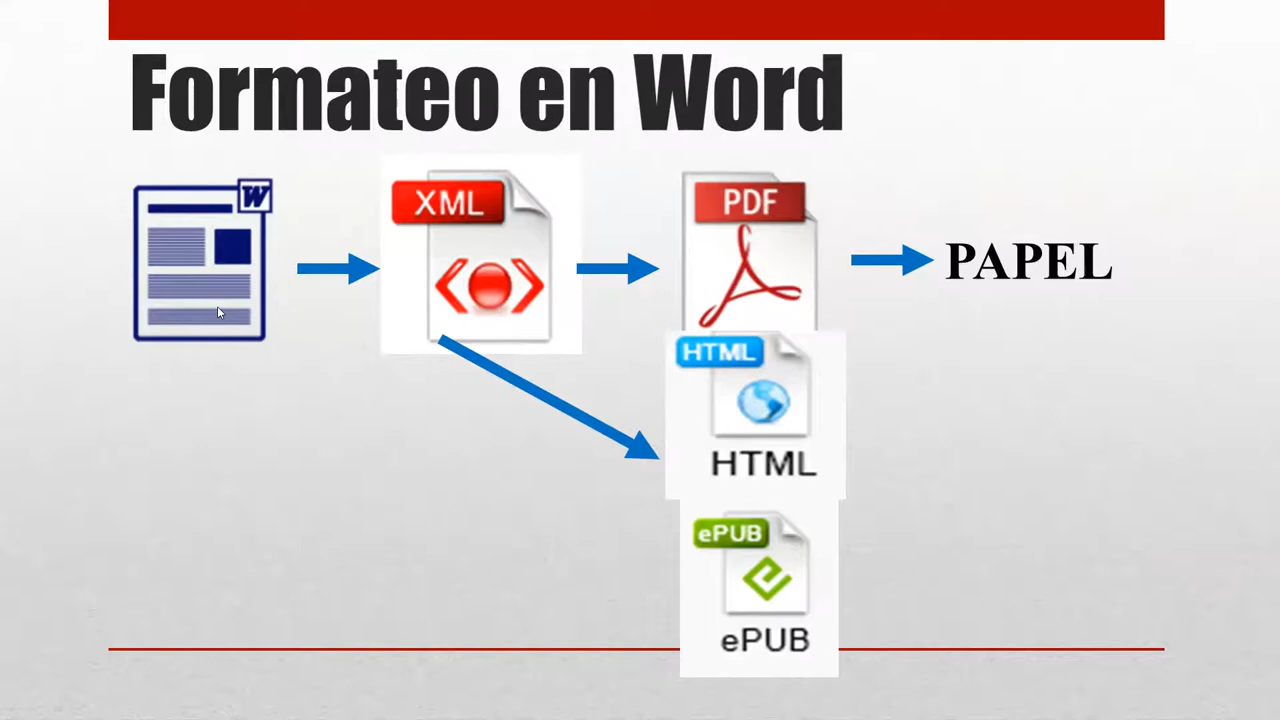 Formateo en Word
W
XML
PDF
PAPEL
HTML
HTML
ePUB
ePUB